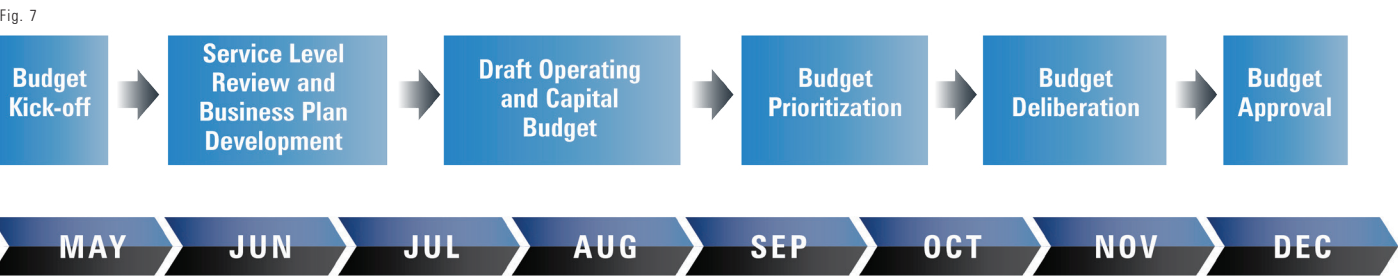 Fig. 7
Budget
Kick-off
Service Level
Review and
Business Plan
Development
Draft Operating
and Capital
Budget
Budget
Prioritization
Budget
Deliberation
Budget
Approval
MAY JUN JUL AUG SEP OCT NOV DEC